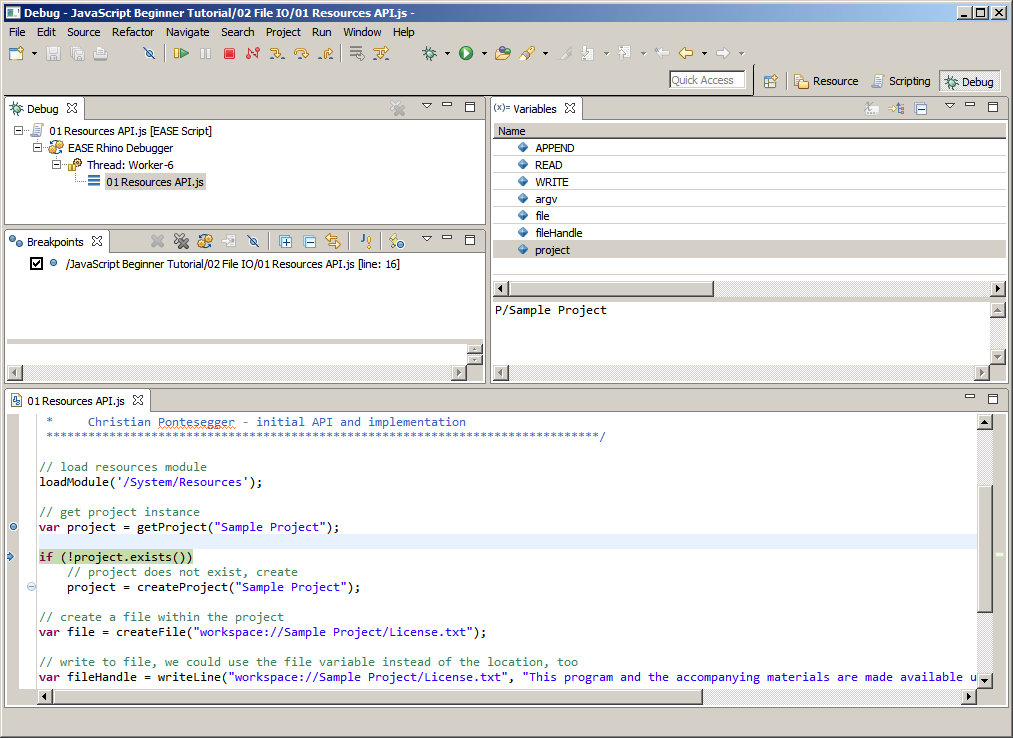 Debug - JavaScript Beginner Tutorial/02 File IO/01 Resources API.js -
File Edit Source Refactor Navigate Search Project Run Window Help
Quick Access Resource Scripting Debug
Debug
01 Resources API.js [EASE Script]
EASE Rhino Debugger
Thread: Worker-6
01 Resources API.js
(x)= Variables
Name
APPEND
READ
WRITE
argv
file
fileHandle
project
P/Sample Project
Breakpoints
/JavaScript Beginner Tutorial/02 File IO/01 Resources API.js [line: 16]
01 Resources API.js
*     Christian Pontesegger - initial API and implementation
********************************************************************************/
// load resources module
loadModule('/System/Resources');
// get project instance
var project = getProject("Sample Project");
if (!project.exists())
// project does not exist, create
project = createProject("Sample Project");
// create a file within the project
var file = createFile("workspace://Sample Project/License.txt");
// write to file, we could use the file variable instead of the location, too
var fileHandle = writeLine("workspace://Sample Project/License.txt", "This program and the accompanying materials are made available u